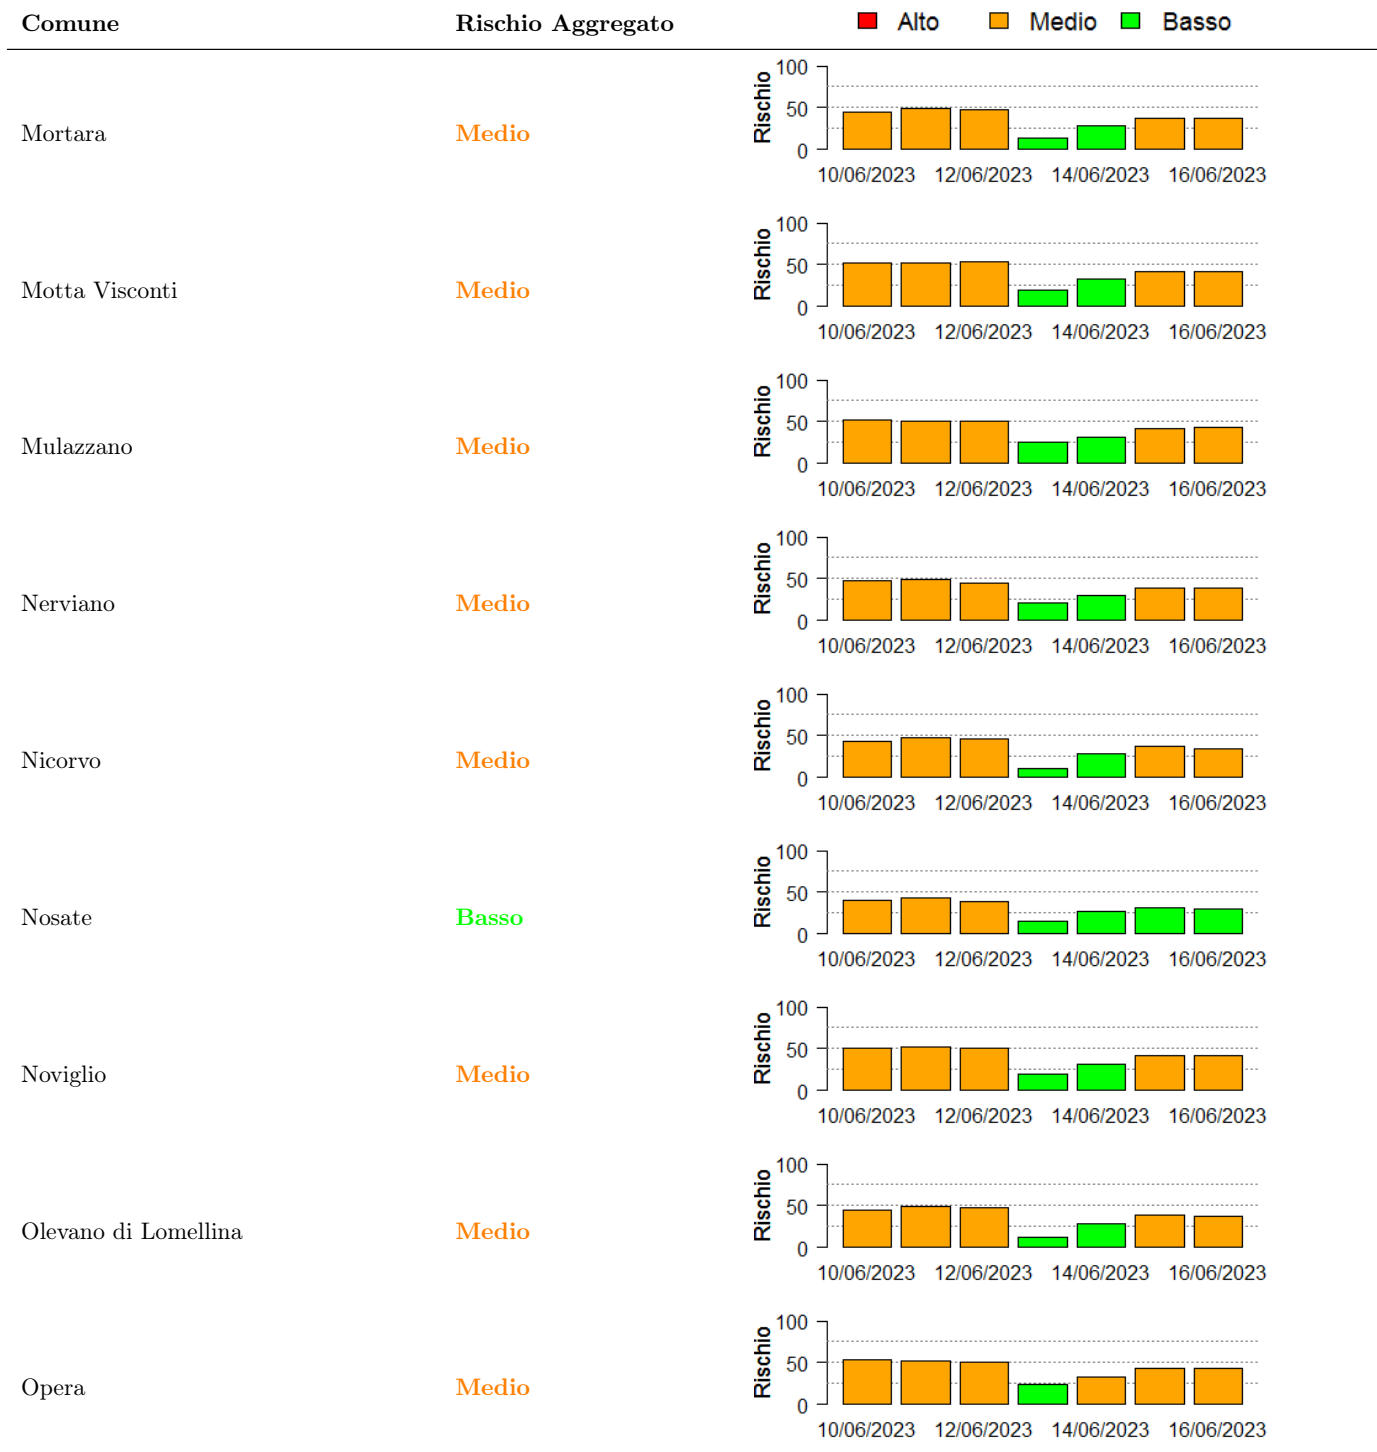 Comune Rischio Aggregato Alto Medio Basso
Mortara Medio Rischio 100 50 0
10/06/2023 12/06/2023 14/06/2023 16/06/2023
Motta Visconti Medio Rischio 100 50 0
10/06/2023 12/06/2023 14/06/2023 16/06/2023
Mulazzano Medio Rischio 100 50 0
10/06/2023 12/06/2023 14/06/2023 16/06/2023
Nerviano Medio Rischio 100 50 0
10/06/2023 12/06/2023 14/06/2023 16/06/2023
Nicorvo Medio Rischio 100 50 0
10/06/2023 12/06/2023 14/06/2023 16/06/2023
Nosate Basso Rischio 100 50 0
10/06/2023 12/06/2023 14/06/2023 16/06/2023
Noviglio Medio Rischio 100 50 0
10/06/2023 12/06/2023 14/06/2023 16/06/2023
Olevano di Lomellina Medio Rischio 100 50 0
10/06/2023 12/06/2023 14/06/2023 16/06/2023
Opera Medio Rischio 100 50 0
10/06/2023 12/06/2023 14/06/2023 16/06/2023